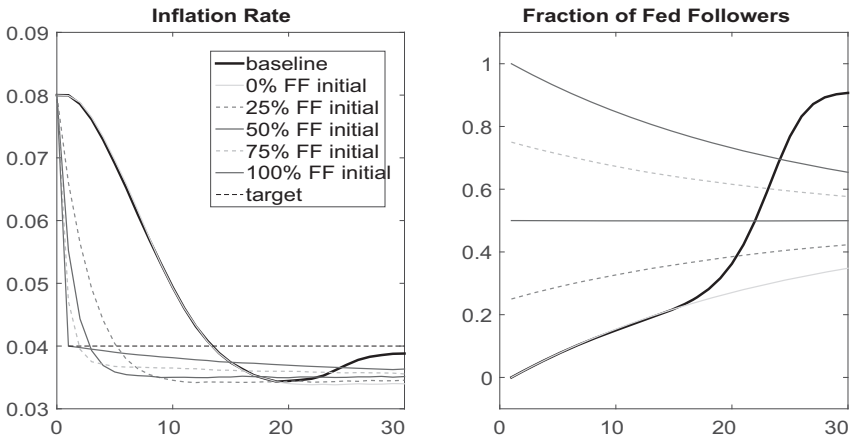 Inflation Rate
0.09
0.08
0.07
0.06
0.05
0.04
0.03
0
10
20
30
baseline
0% FF initial
25% FF initial
50% FF initial
75% FF initial
100% FF initial
target
Fraction of Fed Followers
1
0.8
0.6
0.4
0.2
0
0
10
20
30